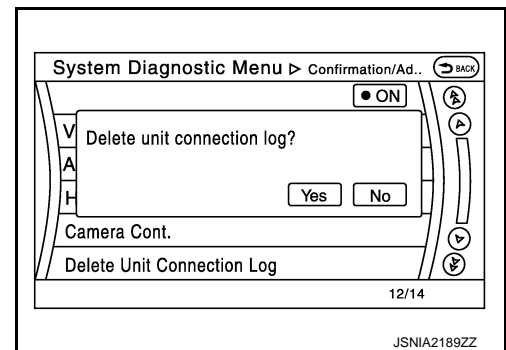 System Diagnostic Menu ▷ Confirmation/Ad.. BACK
● ON
V
Delete unit connection log?
A
H
Yes No
Camera Cont.
Delete Unit Connection Log
12/14
JSNIA2189ZZ